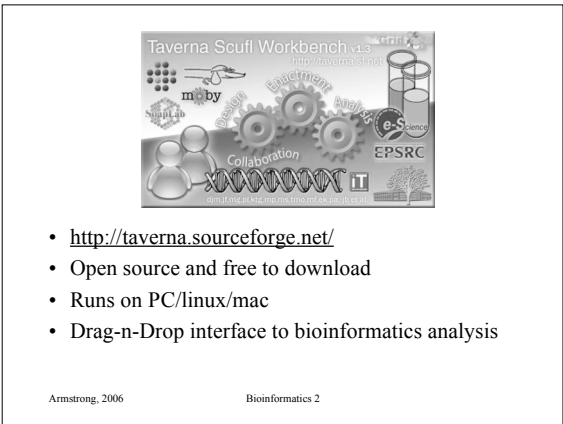 Taverna Scufl Workbench v1.3
http://taverna.sf.net
moby
SoapLab
Design
Enactment
Analysis
Collaboration
e-Science
EPSRC
• http://taverna.sourceforge.net/
• Open source and free to download
• Runs on PC/linux/mac
• Drag-n-Drop interface to bioinformatics analysis
Armstrong, 2006 Bioinformatics 2